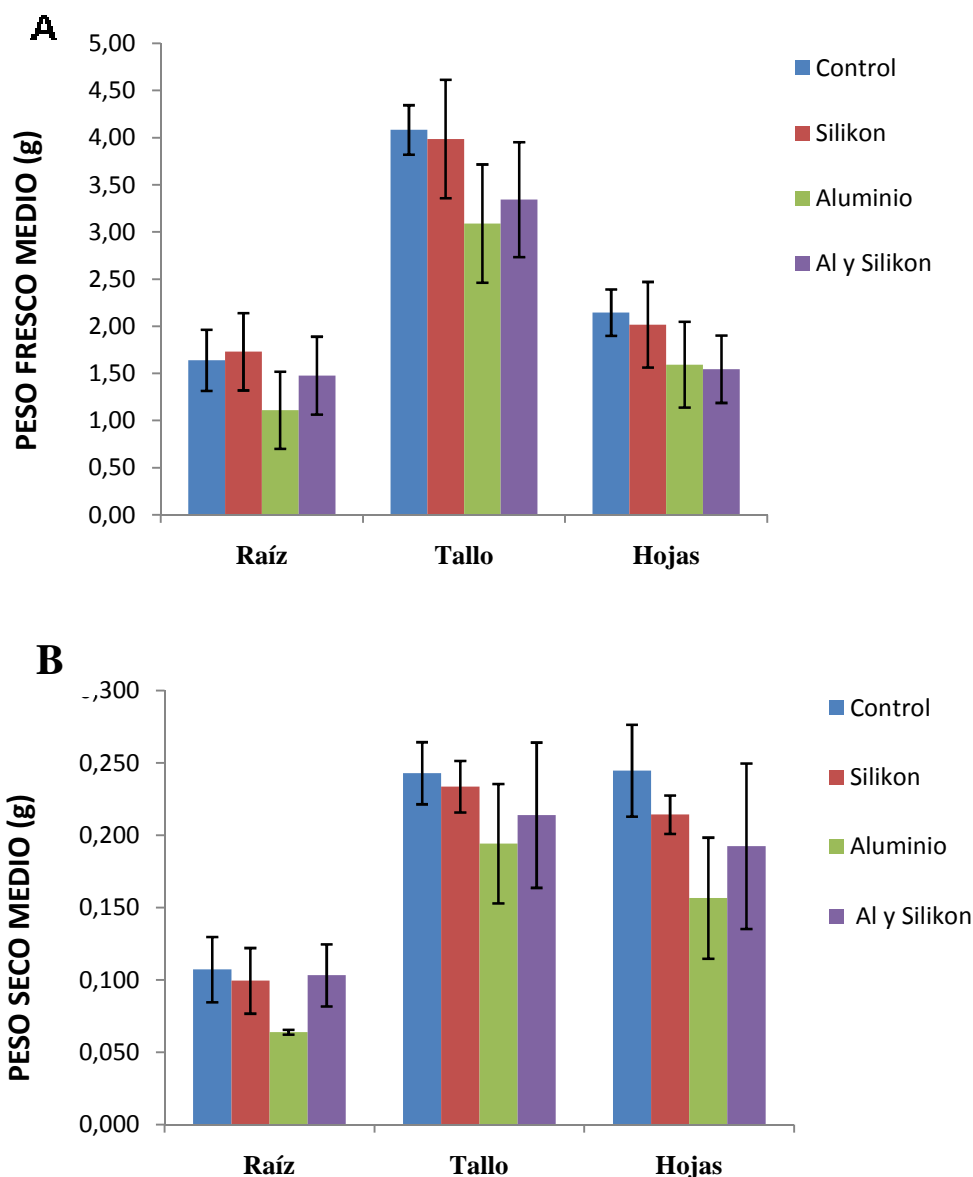 A
PESO FRESCO MEDIO (g)
5,00
4,50
4,00
3,50
3,00
2,50
2,00
1,50
1,00
0,50
0,00
Raíz Tallo Hojas
Control
Silikon
Aluminio
Al y Silikon
B
PESO SECO MEDIO (g)
,300
0,250
0,200
0,150
0,100
0,050
0,000
Raíz Tallo Hojas
Control
Silikon
Aluminio
Al y Silikon